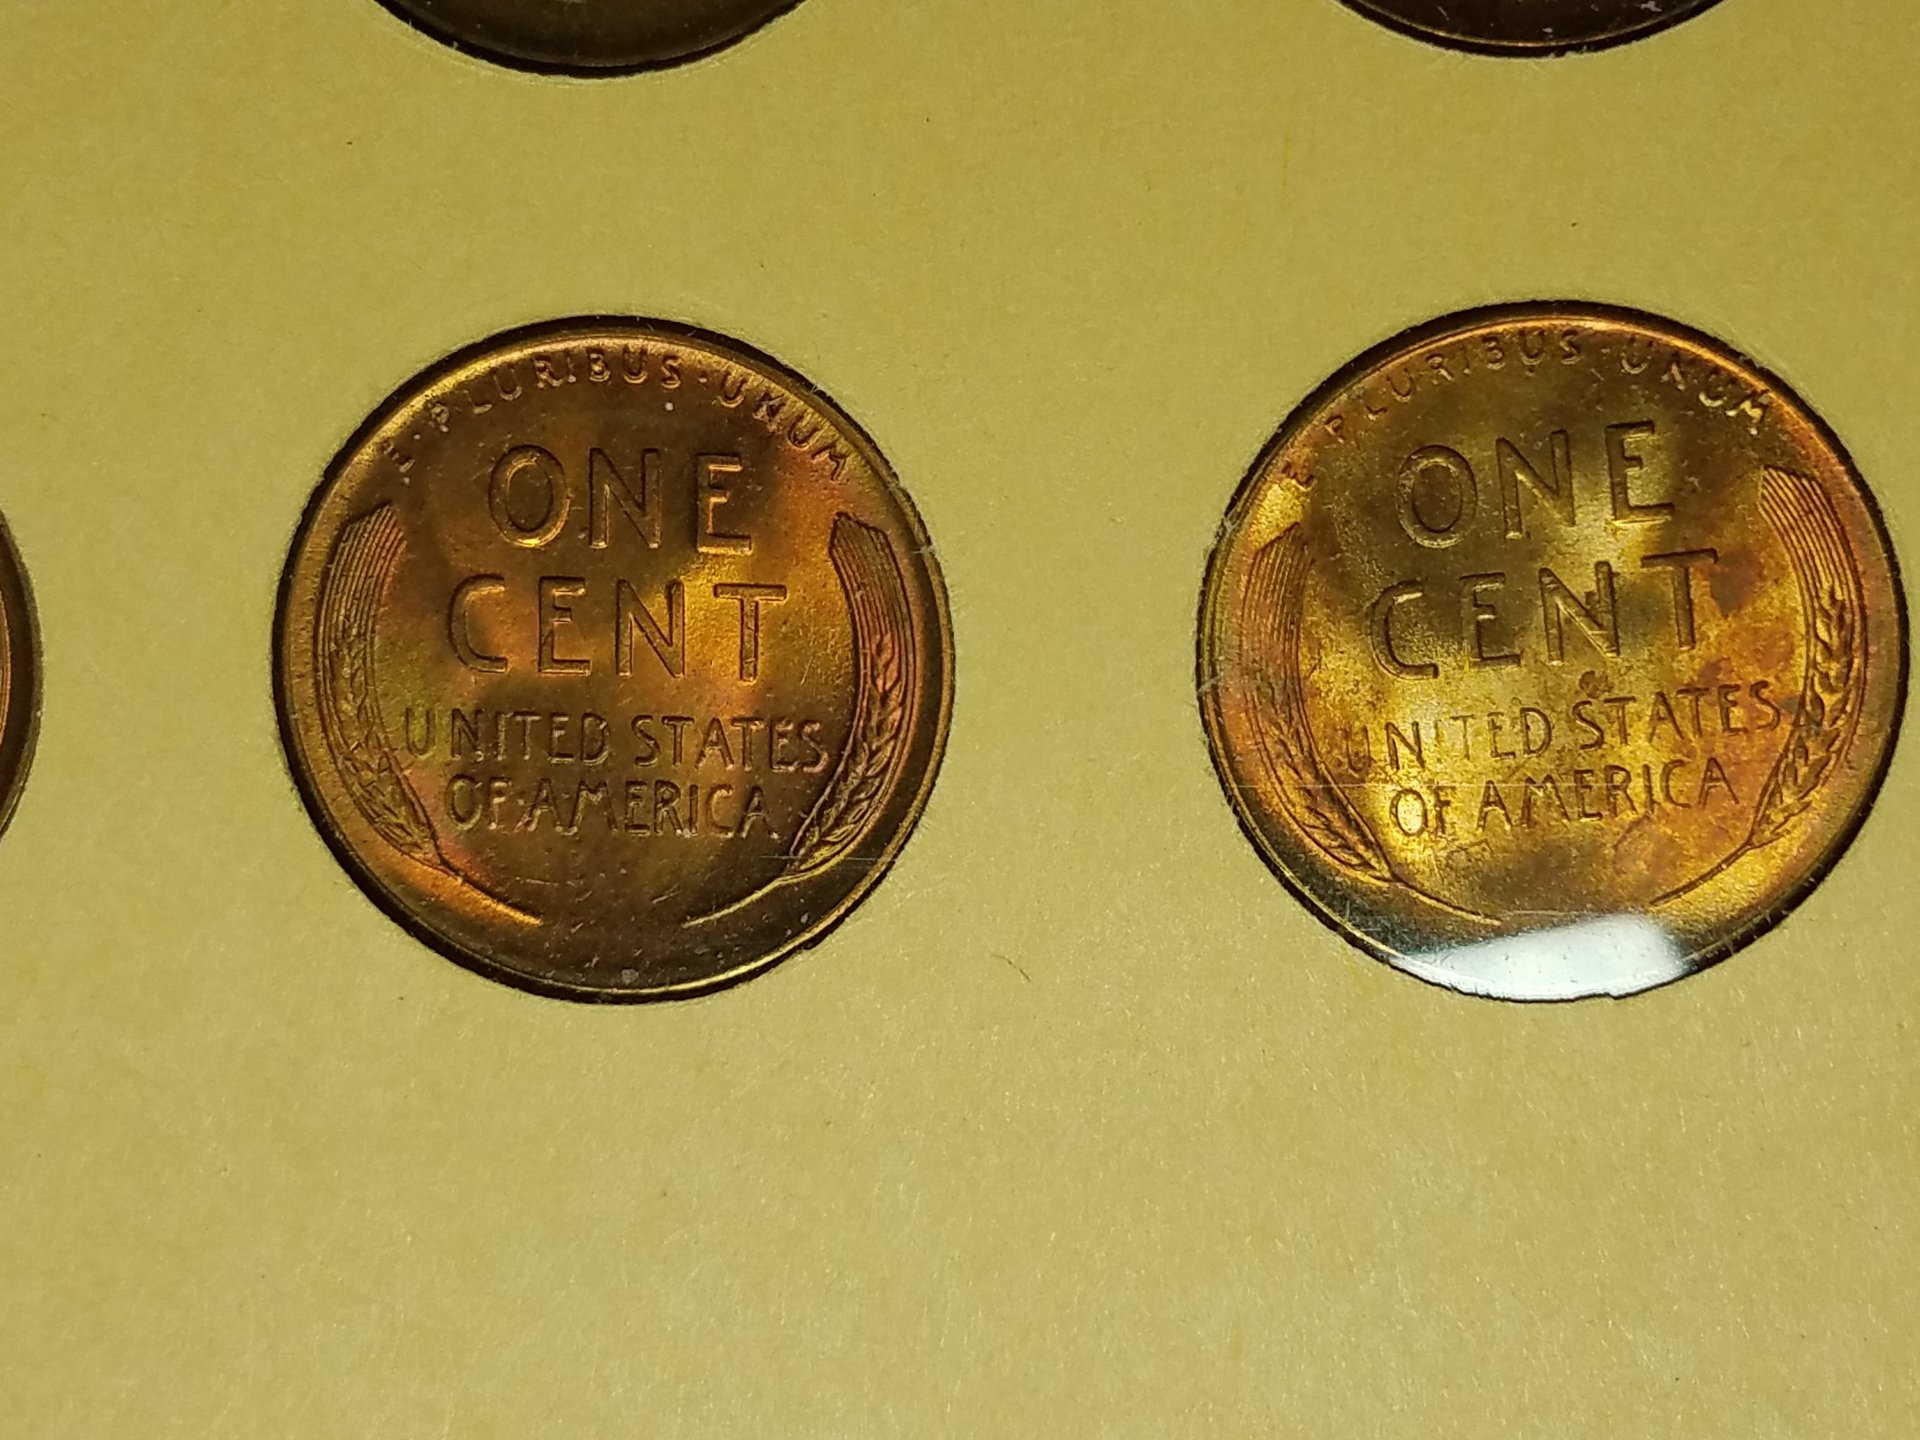 E · PLURIBUS · UNUM
ONE
CENT
UNITED STATES
OF AMERICA
E PLURIBUS · UNUM
ONE
CENT
UNITED STATES
OF AMERICA